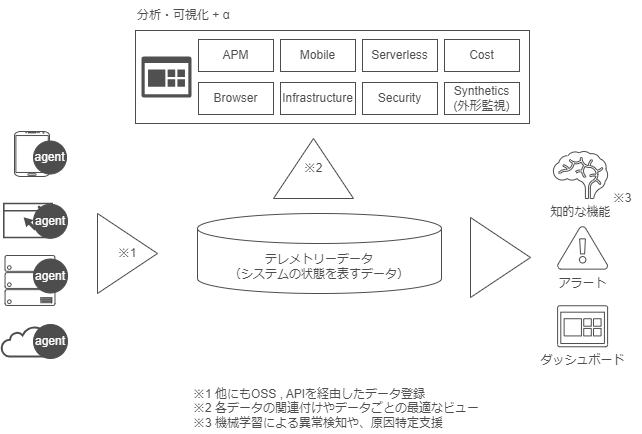 分析・可視化 + α
APM
Mobile
Serverless
Cost
Browser
Infrastructure
Security
Synthetics
(外形監視)
agent
agent
agent
agent
※1
※2
テレメトリーデータ
（システムの状態を表すデータ）
※3
知的な機能
アラート
ダッシュボード
※1 他にもOSS , APIを経由したデータ登録
※2 各データの関連付けやデータごとの最適なビュー
※3 機械学習による異常検知や、原因特定支援